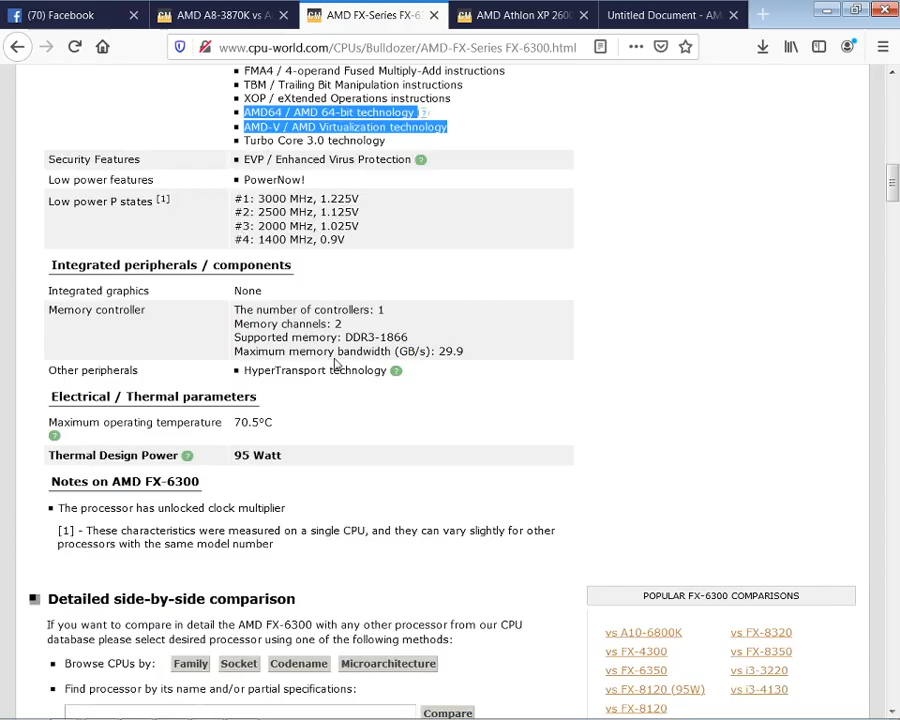 (70) Facebook
AMD A8-3870K vs A
AMD FX-Series FX-6
AMD Athlon XP 2600
Untitled Document - AM
www.cpu-world.com/CPUs/Bulldozer/AMD-FX-Series FX-6300.html
FMA4 / 4-operand Fused Multiply-Add instructions
TBM / Trailing Bit Manipulation instructions
XOP / eXtended Operations instructions
AMD64 / AMD 64-bit technology ?
AMD-V / AMD Virtualization technology
Turbo Core 3.0 technology
Security Features
EVP / Enhanced Virus Protection ?
Low power features
PowerNow!
Low power P states [1]
#1: 3000 MHz, 1.225V
#2: 2500 MHz, 1.125V
#3: 2000 MHz, 1.025V
#4: 1400 MHz, 0.9V
Integrated peripherals / components
Integrated graphics
None
Memory controller
The number of controllers: 1
Memory channels: 2
Supported memory: DDR3-1866
Maximum memory bandwidth (GB/s): 29.9
Other peripherals
HyperTransport technology ?
Electrical / Thermal parameters
Maximum operating temperature ?
70.5°C
Thermal Design Power ?
95 Watt
Notes on AMD FX-6300
The processor has unlocked clock multiplier
[1] - These characteristics were measured on a single CPU, and they can vary slightly for other
processors with the same model number
Detailed side-by-side comparison
If you want to compare in detail the AMD FX-6300 with any other processor from our CPU
database please select desired processor using one of the following methods:
Browse CPUs by: Family Socket Codename Microarchitecture
Find processor by its name and/or partial specifications:
Compare
POPULAR FX-6300 COMPARISONS
vs A10-6800K
vs FX-8320
vs FX-4300
vs FX-8350
vs FX-6350
vs i3-3220
vs FX-8120 (95W)
vs i3-4130
vs FX-8120